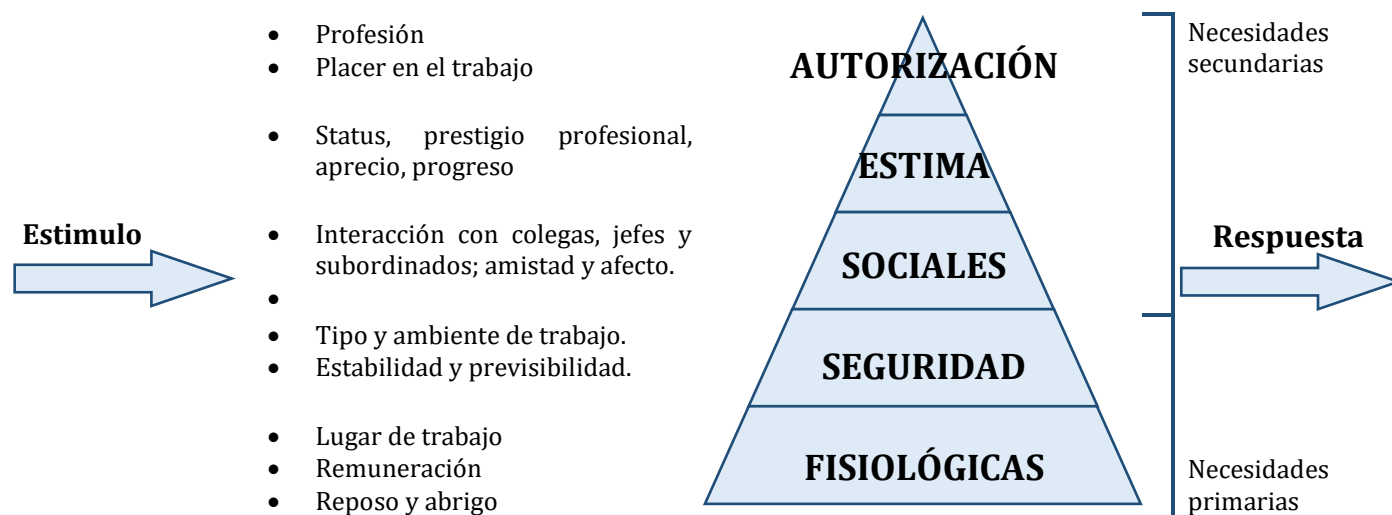 Estimulo
• Profesión
• Placer en el trabajo
• Status, prestigio profesional,
aprecio, progreso
• Interacción con colegas, jefes y
subordinados; amistad y afecto.
•
• Tipo y ambiente de trabajo.
• Estabilidad y previsibilidad.
• Lugar de trabajo
• Remuneración
• Reposo y abrigo
AUTORIZACIÓN
ESTIMA
SOCIALES
SEGURIDAD
FISIOLÓGICAS
Necesidades
secundarias
Respuesta
Necesidades
primarias